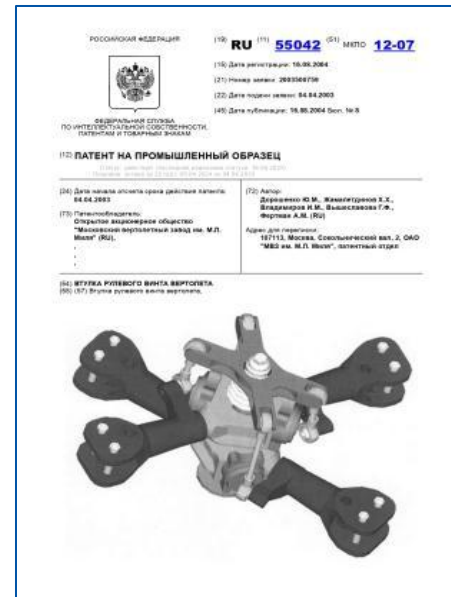 РОССИЙСКАЯ ФЕДЕРАЦИЯ
ФЕДЕРАЛЬНАЯ СЛУЖБА
ПО ИНТЕЛЛЕКТУАЛЬНОЙ СОБСТВЕННОСТИ,
ПАТЕНТАМ И ТОВАРНЫМ ЗНАКАМ
(19) RU (11) 55042 (51) МКПО 12-07
(15) Дата регистрации: 16.08.2004
(21) Номер заявки: 2003500750
(22) Дата подачи заявки: 04.04.2003
(45) Дата публикации: 16.08.2004 Бюл. № 8
(12) ПАТЕНТ НА ПРОМЫШЛЕННЫЙ ОБРАЗЕЦ
(24) Дата начала отсчета срока действия патента:
04.04.2003
(73) Патентообладатель:
Открытое акционерное общество
"Московский вертолетный завод им. М.Л.
Миля" (RU),
(72) Автор:
Дорошенко Ю.М., Жамалетдинов Х.Х.,
Владимиров И.М., Вышеславова Г.Ф.,
Фертман А.М. (RU)
Адрес для переписки:
107113, Москва, Сокольнический вал, 2, ОАО
"МВЗ им. М.Л. Миля", патентный отдел
(54) ВТУЛКА РУЛЕВОГО ВИНТА ВЕРТОЛЕТА
(55) (57) Втулка рулевого винта вертолета.